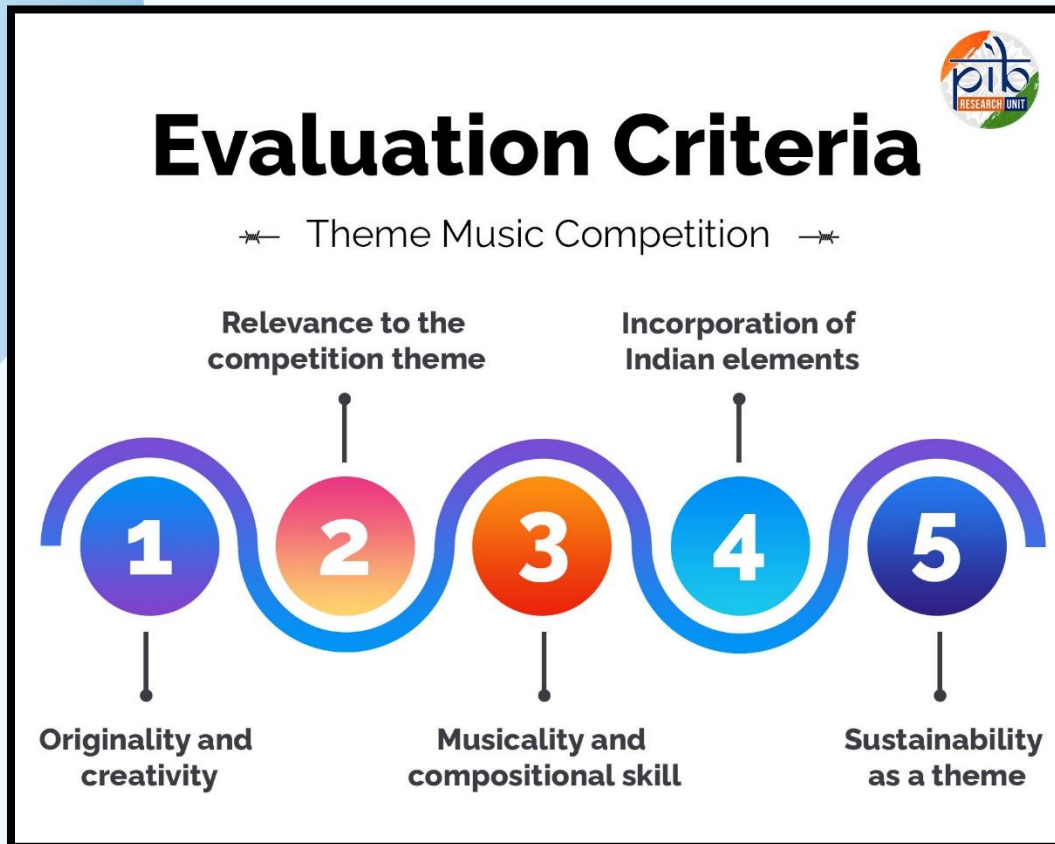 pib
RESEARCH UNIT
Evaluation Criteria
Theme Music Competition
Relevance to the
competition theme
Incorporation of
Indian elements
1
2
3
4
5
Originality and
creativity
Musicality and
compositional skill
Sustainability
as a theme